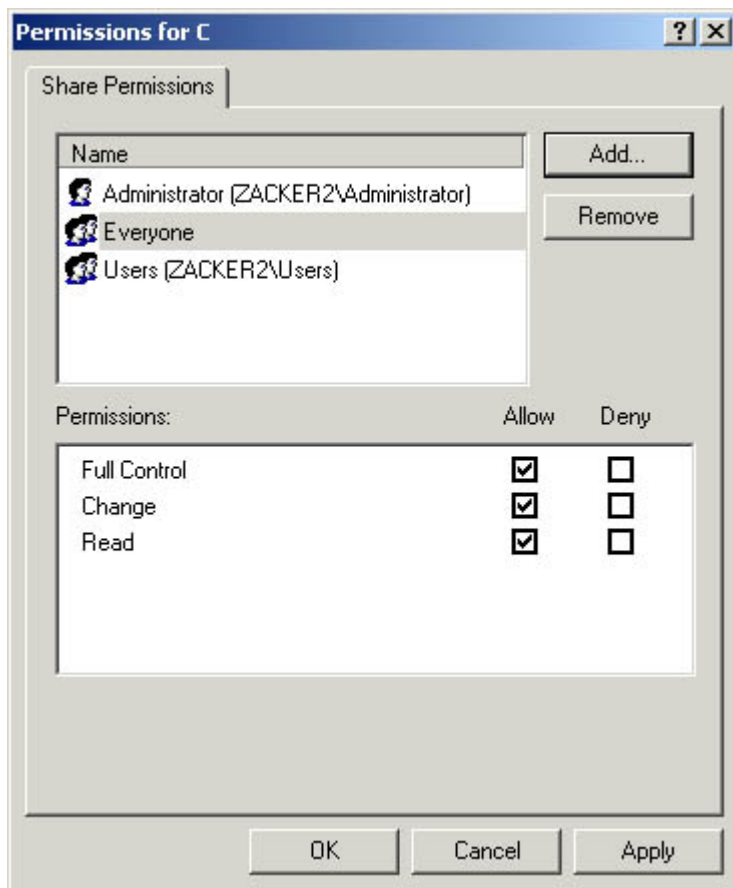 Permissions for C
Share Permissions
Name
Add...
Administrator (ZACKER2\Administrator)
Remove
Everyone
Users (ZACKER2\Users)
Permissions: Allow Deny
Full Control
Change
Read
OK Cancel Apply